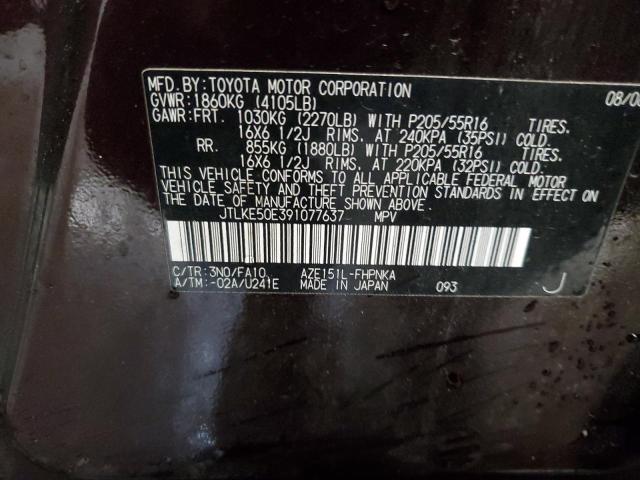 MFD.BY:TOYOTA MOTOR CORPORATION 08/0
GVWR:1860KG (4105LB)
GAWR:FRT. 1030KG (2270LB) WITH P205/55R16 TIRES.
16X6 1/2J RIMS. AT 240KPA (35PSI) COLD.
RR. 855KG (1880LB) WITH P205/55R16 TIRES.
16X6 1/2J RIMS. AT 220KPA (32PSI) COLD.
THIS VEHICLE CONFORMS TO ALL APPLICABLE FEDERAL MOTOR
VEHICLE SAFETY AND THEFT PREVENTION STANDARDS IN EFFECT ON
THE DATE OF MANUFACTURE SHOWN ABOVE.
JTLKE50E391077637 MPV
C/TR:3N0/FA10 AZE151L-FHPNKA
A/TM:-02A/U241E MADE IN JAPAN 093 J